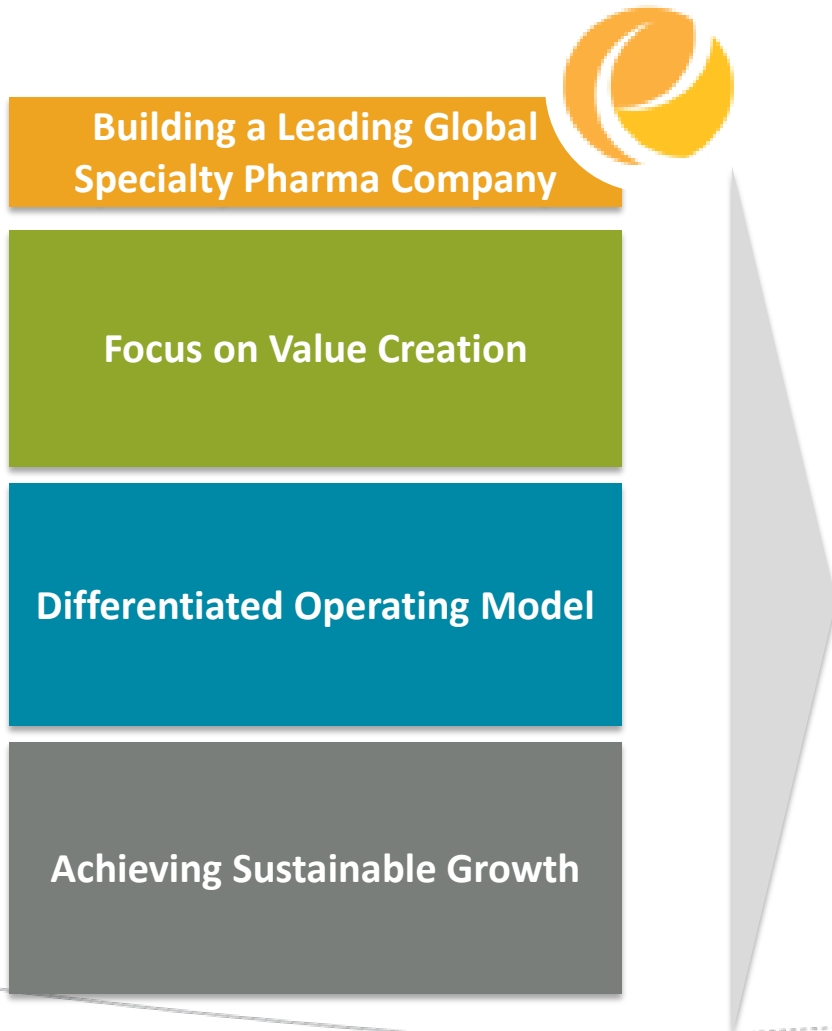 Building a Leading Global
Specialty Pharma Company
Focus on Value Creation
Differentiated Operating Model
Achieving Sustainable Growth